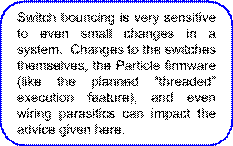 Switch bouncing is very sensitive
to even small changes in a
system. Changes to the switches
themselves, the Particle firmware
(like the planned "threaded"
execution feature), and even
wiring parasitics can impact the
advice given here.